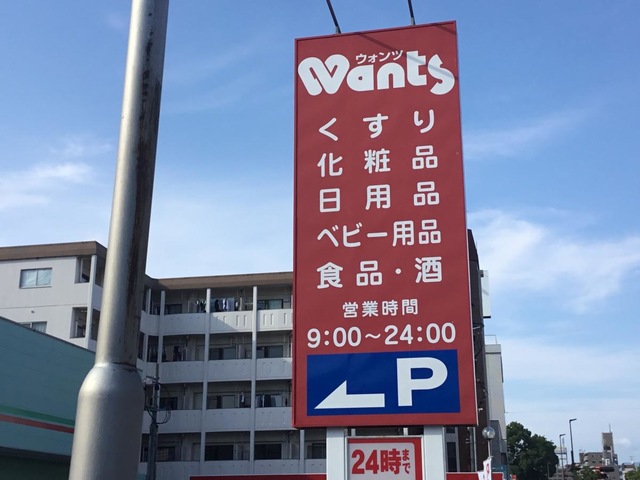 ウォンツ
Wants
くすり
化粧品
日用品
ベビー用品
食品・酒
営業時間
9:00～24:00
P
24時まで